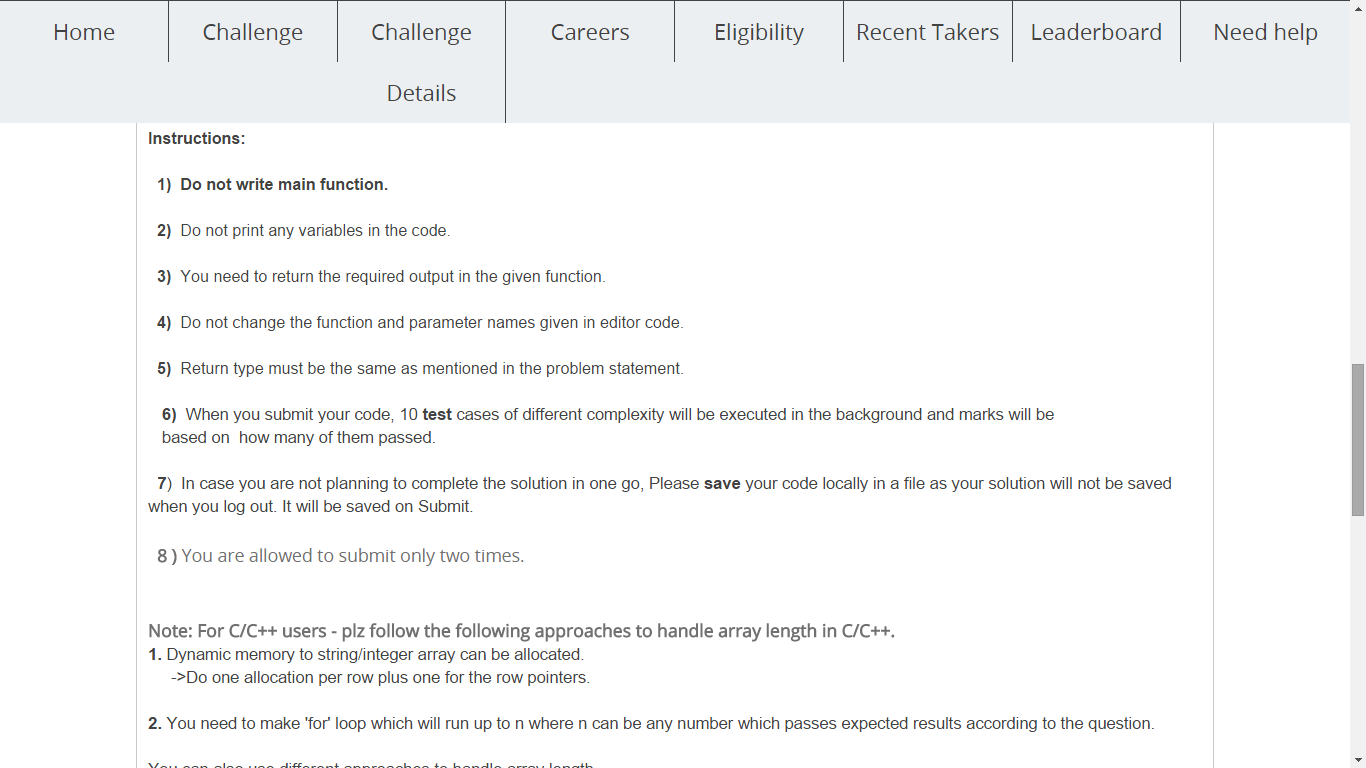 Home Challenge Challenge Careers Eligibility Recent Takers Leaderboard Need help
Details
Instructions:
1) Do not write main function.
2) Do not print any variables in the code.
3) You need to return the required output in the given function.
4) Do not change the function and parameter names given in editor code.
5) Return type must be the same as mentioned in the problem statement.
6) When you submit your code, 10 test cases of different complexity will be executed in the background and marks will be
based on how many of them passed.
7) In case you are not planning to complete the solution in one go, Please save your code locally in a file as your solution will not be saved
when you log out. It will be saved on Submit.
8 ) You are allowed to submit only two times.
Note: For C/C++ users - plz follow the following approaches to handle array length in C/C++.
1. Dynamic memory to string/integer array can be allocated.
->Do one allocation per row plus one for the row pointers.
2. You need to make 'for' loop which will run up to n where n can be any number which passes expected results according to the question.
You can also use different approaches to handle array length